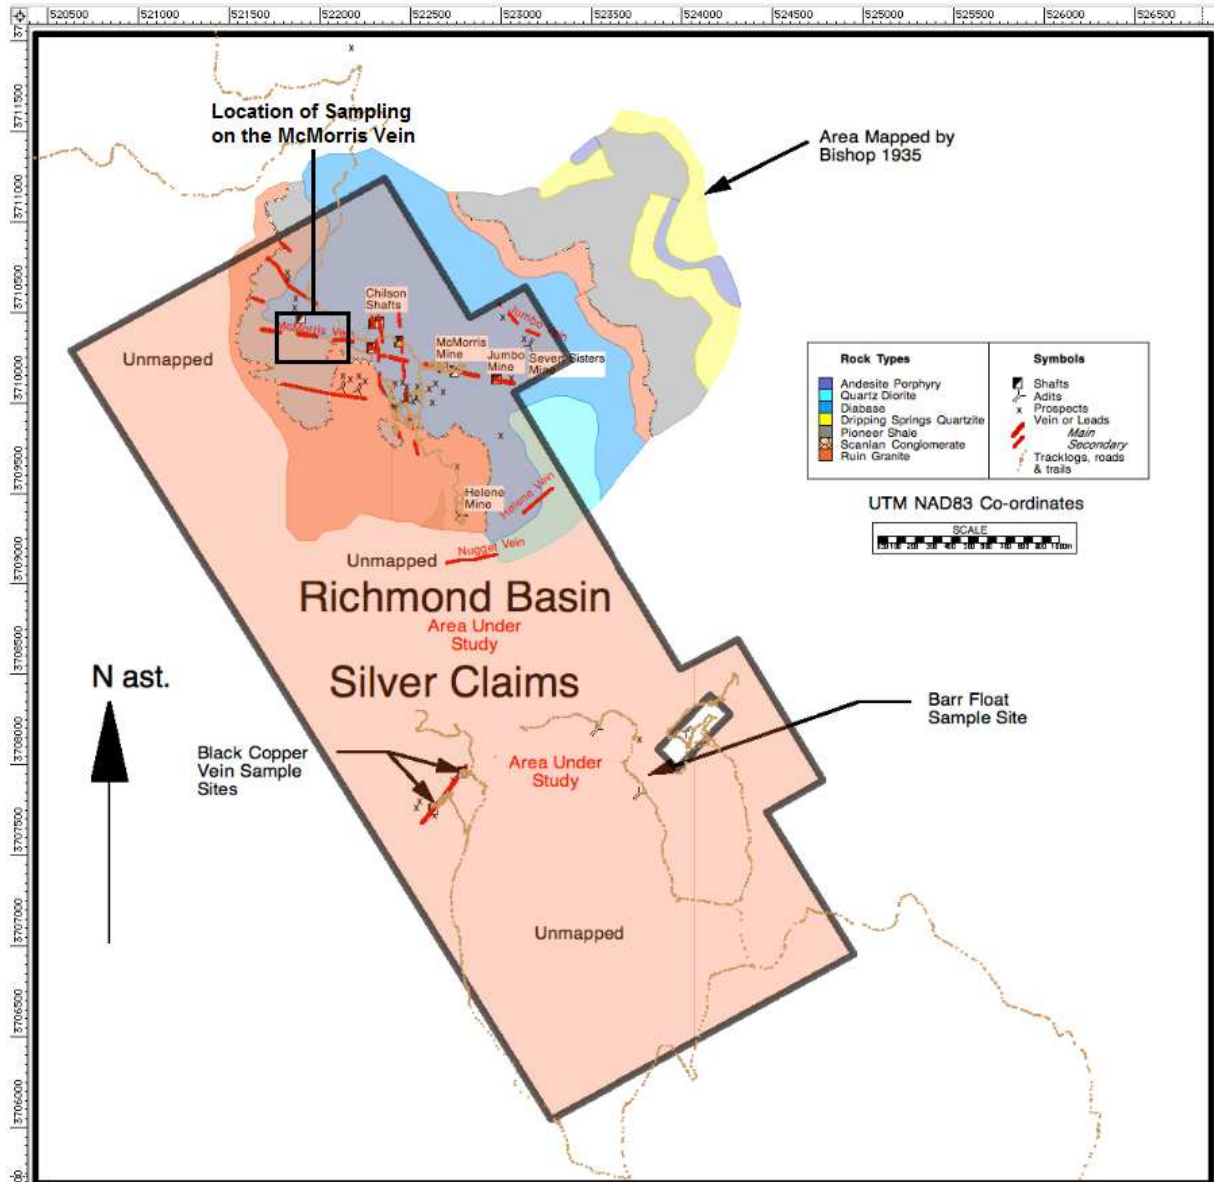 520500 521000 521500 522000 522500 523000 523500 524000 524500 525000 525500 526000 526500
3711500
3711000
3710500
3710000
3709500
3709000
3708500
3708000
3707500
3707000
3706500
3706000
Location of Sampling
on the McMorris Vein
Area Mapped by
Bishop 1935
Chilson
Shafts
Jumbo Vein
McMorris Vein
McMorris
Mine
Jumbo
Mine
Seven Sisters
Mine
Unmapped
Rock Types
Andesite Porphyry
Quartz Diorite
Diabase
Dripping Springs Quartzite
Pioneer Shale
Scanlan Conglomerate
Ruin Granite
Symbols
Shafts
Adits
x Prospects
Vein or Leads
Main
Secondary
Tracklogs, roads
& trails
Helene
Mine
Helene Vein
UTM NAD83 Co-ordinates
SCALE
Nugget Vein
Unmapped
Richmond Basin
Area Under
Study
Silver Claims
N ast.
Barr Float
Sample Site
Black Copper
Vein Sample
Sites
Area Under
Study
Unmapped